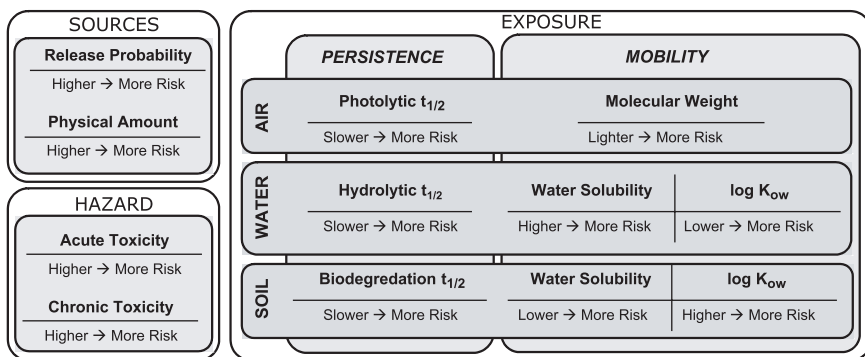 SOURCES
Release Probability
Higher → More Risk
Physical Amount
Higher → More Risk
HAZARD
Acute Toxicity
Higher → More Risk
Chronic Toxicity
Higher → More Risk
EXPOSURE
PERSISTENCE MOBILITY
AIR
Photolytic t1/2 Molecular Weight
Slower → More Risk Lighter → More Risk
WATER
Hydrolytic t1/2 Water Solubility log Kow
Slower → More Risk Higher → More Risk Lower → More Risk
SOIL
Biodegredation t1/2 Water Solubility log Kow
Slower → More Risk Lower → More Risk Higher → More Risk